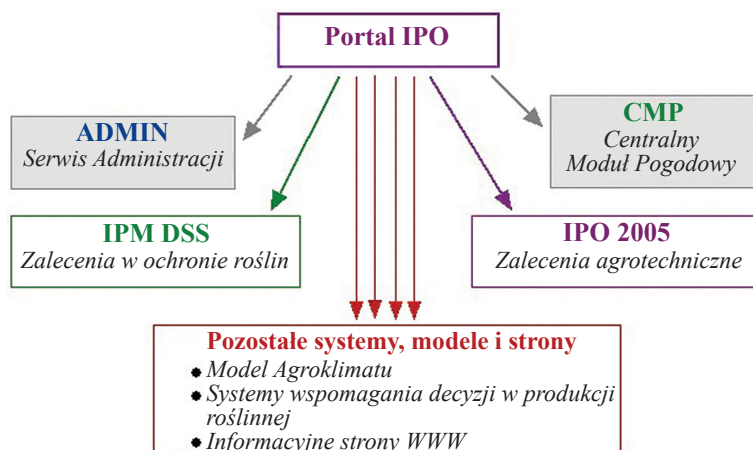 Portal IPO
ADMIN
Serwis Administracji
CMP
Centralny
Moduł Pogodowy
IPM DSS
Zalecenia w ochronie roślin
IPO 2005
Zalecenia agrotechniczne
Pozostałe systemy, modele i strony
● Model Agroklimatu
● Systemy wspomagania decyzji w produkcji
roślinnej
● Informacyjne strony WWW